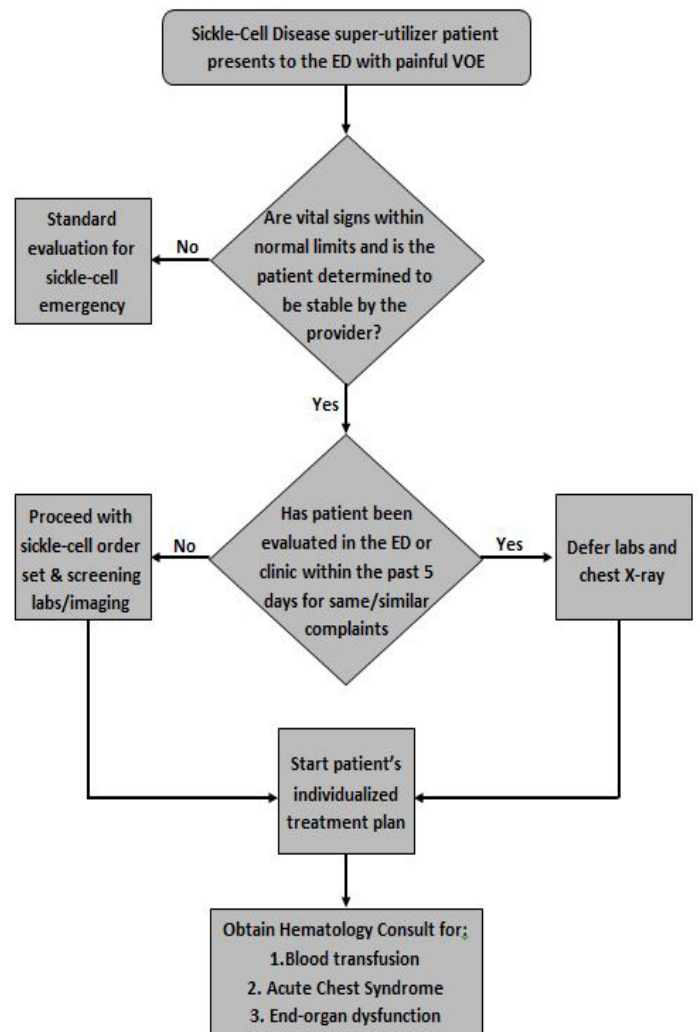 Sickle-Cell Disease super-utilizer patient
presents to the ED with painful VOE
Are vital signs within
normal limits and is the
patient determined to
be stable by the
provider?
No
Standard
evaluation for
sickle-cell
emergency
Yes
Has patient been
evaluated in the ED or
clinic within the past 5
days for same/similar
complaints
No
Proceed with
sickle-cell order
set & screening
labs/imaging
Yes
Defer labs and
chest X-ray
Start patient's
individualized
treatment plan
Obtain Hematology Consult for;
1.Blood transfusion
2. Acute Chest Syndrome
3. End-organ dysfunction